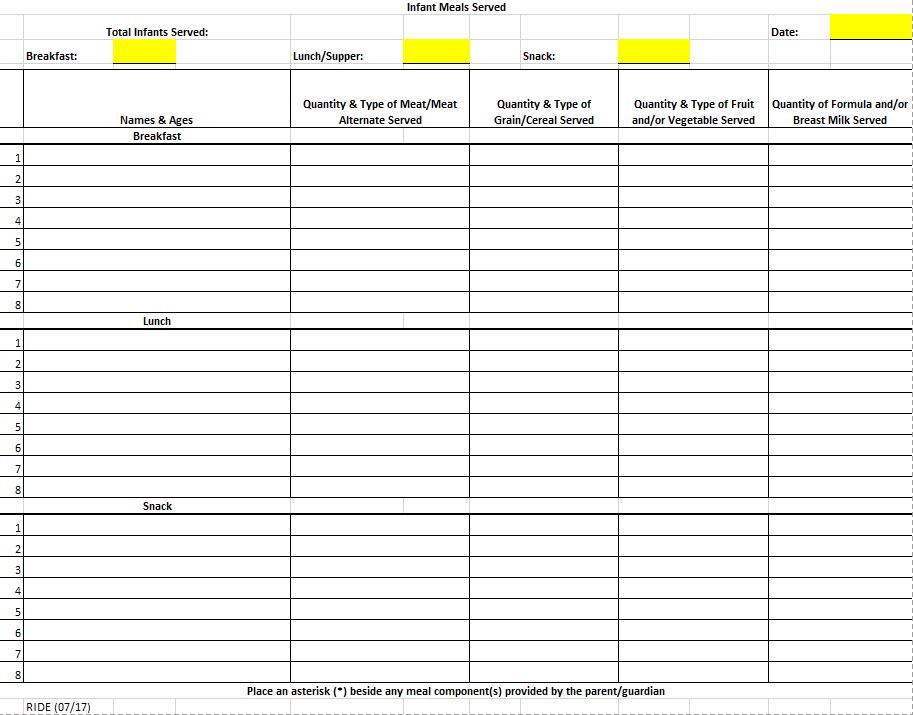 Infant Meals Served
Total Infants Served:
Date:
Breakfast:
Lunch/Supper:
Snack:
Names & Ages
Quantity & Type of Meat/Meat
Alternate Served
Quantity & Type of
Grain/Cereal Served
Quantity & Type of Fruit
and/or Vegetable Served
Quantity of Formula and/or
Breast Milk Served
Breakfast
1
2
3
4
5
6
7
8
Lunch
1
2
3
4
5
6
7
8
Snack
1
2
3
4
5
6
7
8
Place an asterisk (*) beside any meal component(s) provided by the parent/guardian
RIDE (07/17)